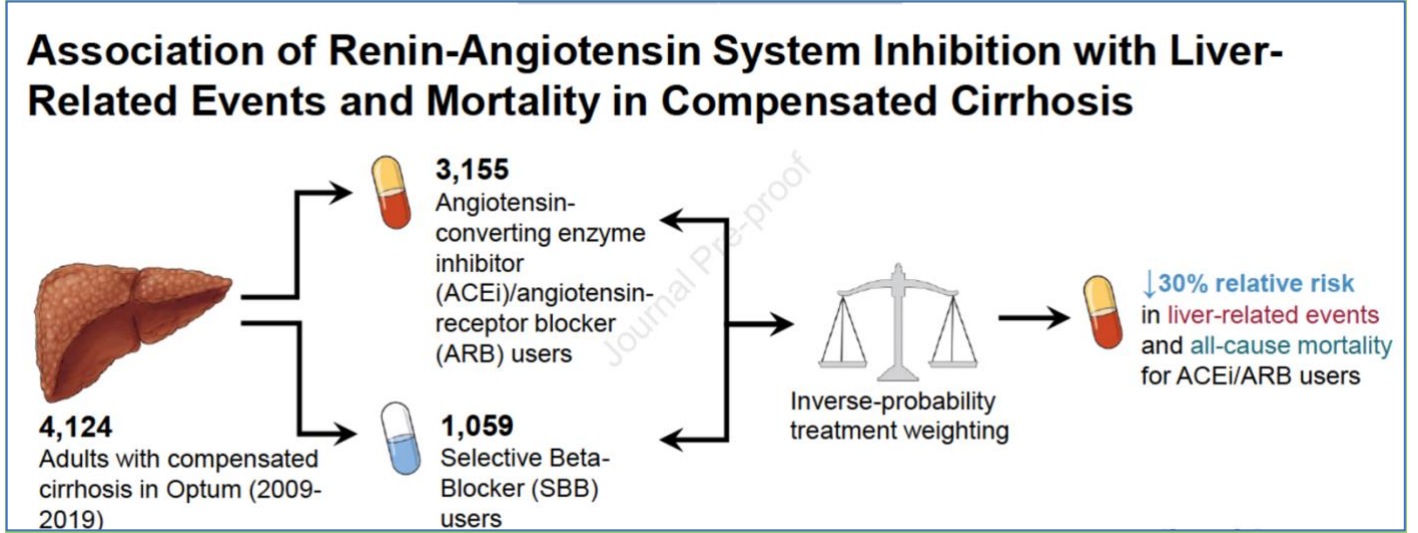 Association of Renin-Angiotensin System Inhibition with Liver-
Related Events and Mortality in Compensated Cirrhosis
3,155
Angiotensin-
converting enzyme
inhibitor
(ACEi)/angiotensin-
receptor blocker
(ARB) users
4,124
Adults with compensated
cirrhosis in Optum (2009-
2019)
1,059
Selective Beta-
Blocker (SBB)
users
Journal Pre-proof
Inverse-probability
treatment weighting
↓30% relative risk
in liver-related events
and all-cause mortality
for ACEi/ARB users